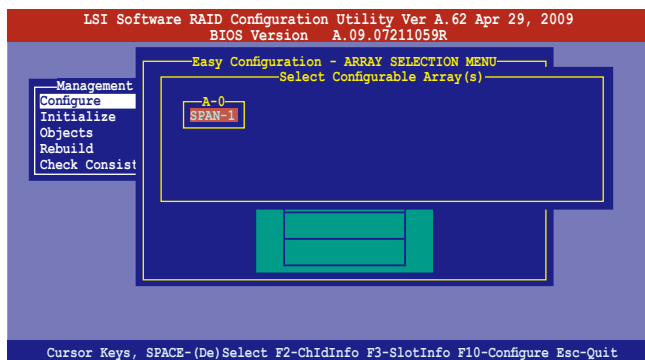 LSI Software RAID Configuration Utility Ver A.62 Apr 29, 2009
BIOS Version A.09.07211059R
Easy Configuration - ARRAY SELECTION MENU
Select Configurable Array(s)
Management
Configure
Initialize
Objects
Rebuild
Check Consist
A-0
SPAN-1
Cursor Keys, SPACE-(De)Select F2-ChIdInfo F3-SlotInfo F10-Configure Esc-Quit